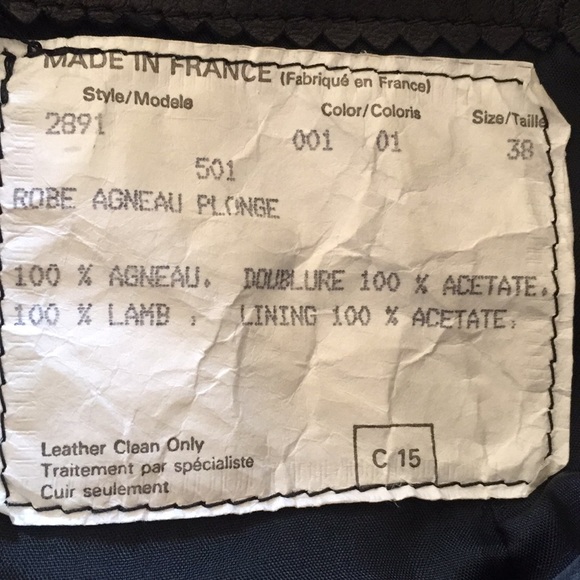 MADE IN FRANCE (Fabriqué en France)
Style/Modele Color/Coloris Size/Taille
2891 001 01 38
501
ROBE AGNEAU PLONGE
100 % AGNEAU. DOUBLURE 100 % ACETATE.
100 % LAMB , LINING 100 % ACETATE,
Leather Clean Only
Traitement par spécialiste
Cuir seulement
C 15